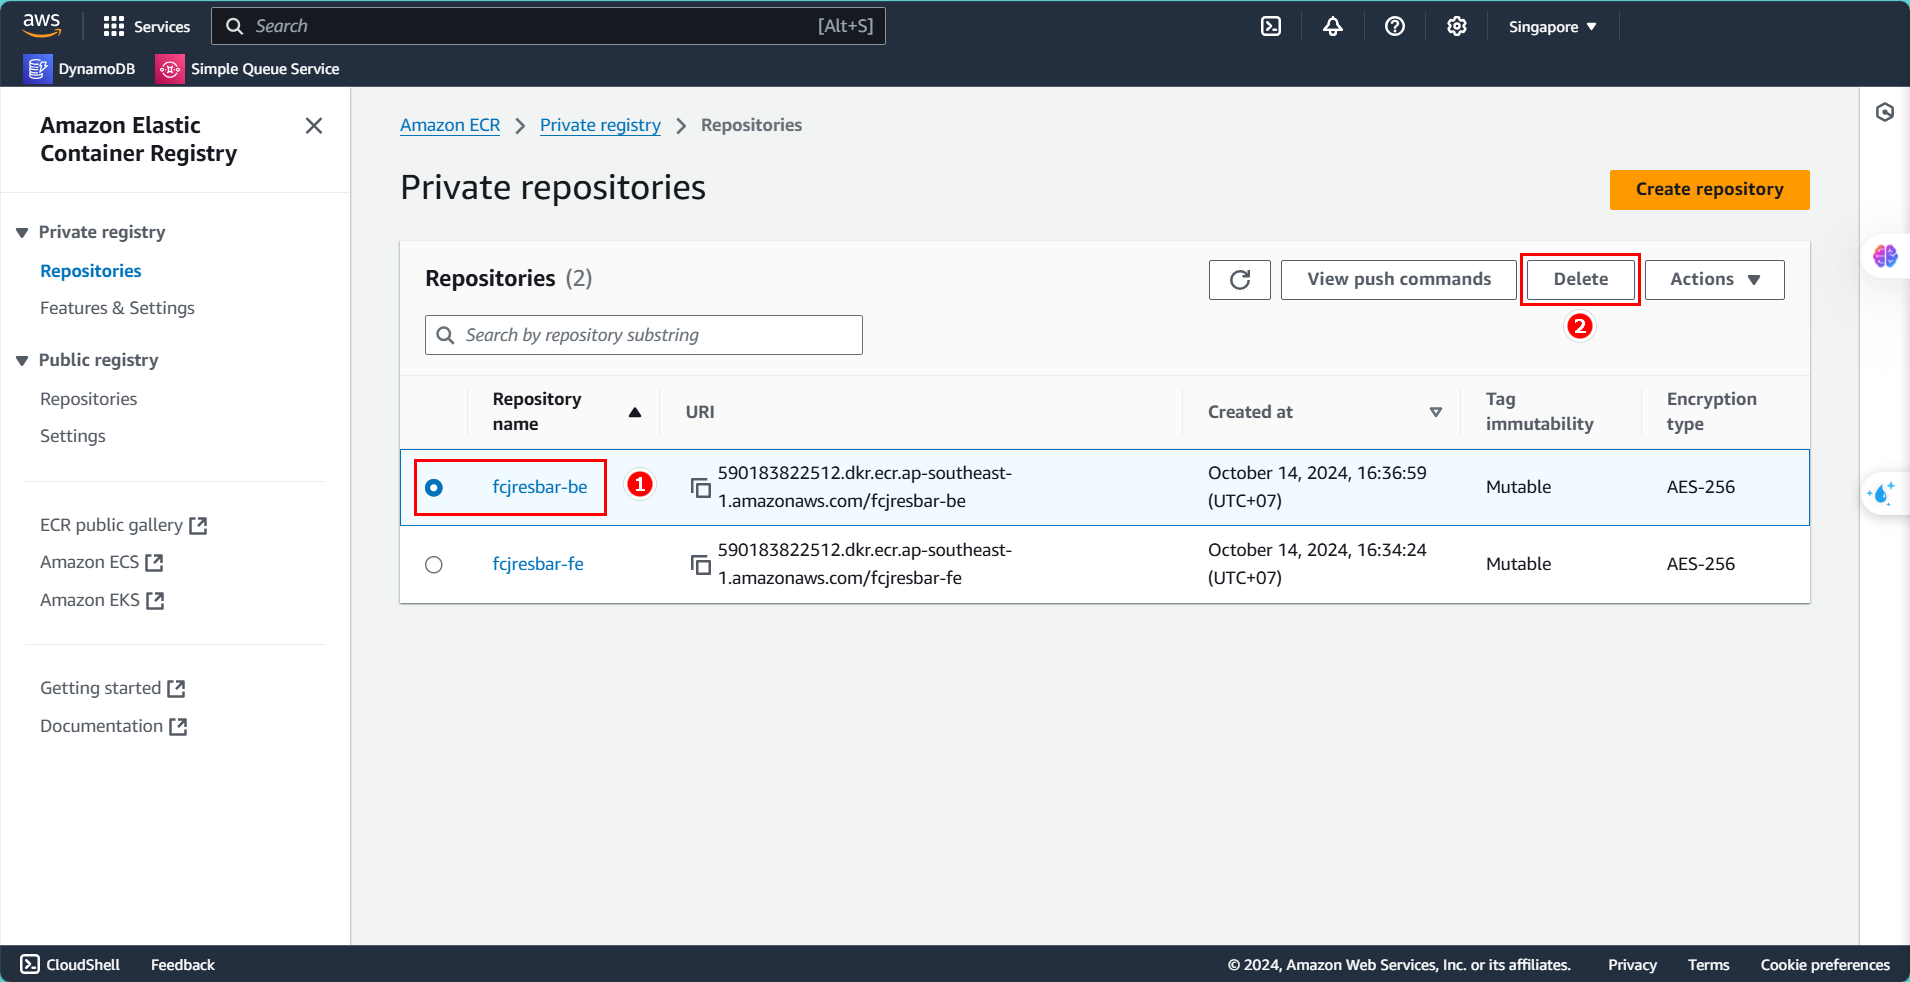 aws
Services
Search
[Alt+S]
Singapore
DynamoDB
Simple Queue Service
Amazon Elastic
Container Registry
Private registry
Repositories
Features & Settings
Public registry
Repositories
Settings
ECR public gallery
Amazon ECS
Amazon EKS
Getting started
Documentation
Amazon ECR > Private registry > Repositories
Private repositories
Create repository
Repositories (2)
View push commands
Delete
Actions
2
Search by repository substring
Repository
name
URI
Created at
Tag
immutability
Encryption
type
fcjresbar-be
1
590183822512.dkr.ecr.ap-southeast-
1.amazonaws.com/fcjresbar-be
October 14, 2024, 16:36:59
(UTC+07)
Mutable
AES-256
fcjresbar-fe
590183822512.dkr.ecr.ap-southeast-
1.amazonaws.com/fcjresbar-fe
October 14, 2024, 16:34:24
(UTC+07)
Mutable
AES-256
CloudShell
Feedback
© 2024, Amazon Web Services, Inc. or its affiliates.
Privacy
Terms
Cookie preferences